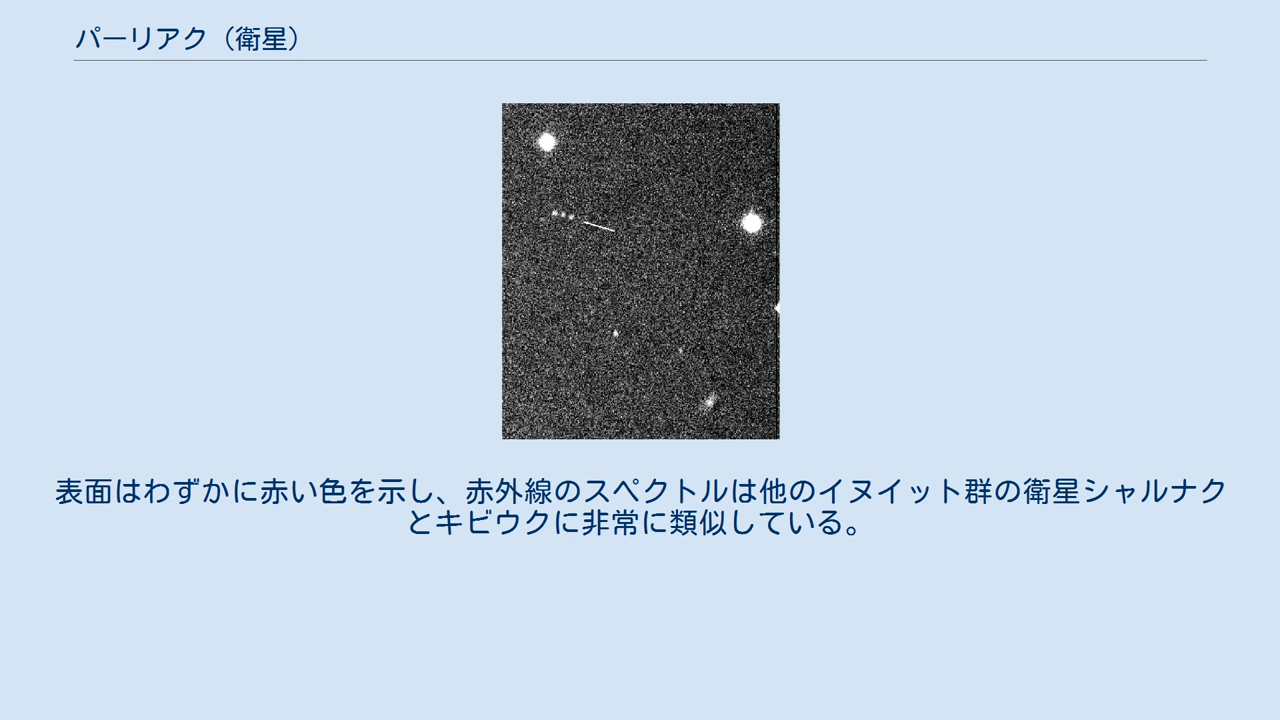 パーリアク（衛星）
表面はわずかに赤い色を示し、赤外線のスペクトルは他のイヌイット群の衛星シャルナク
とキビウクに非常に類似している。